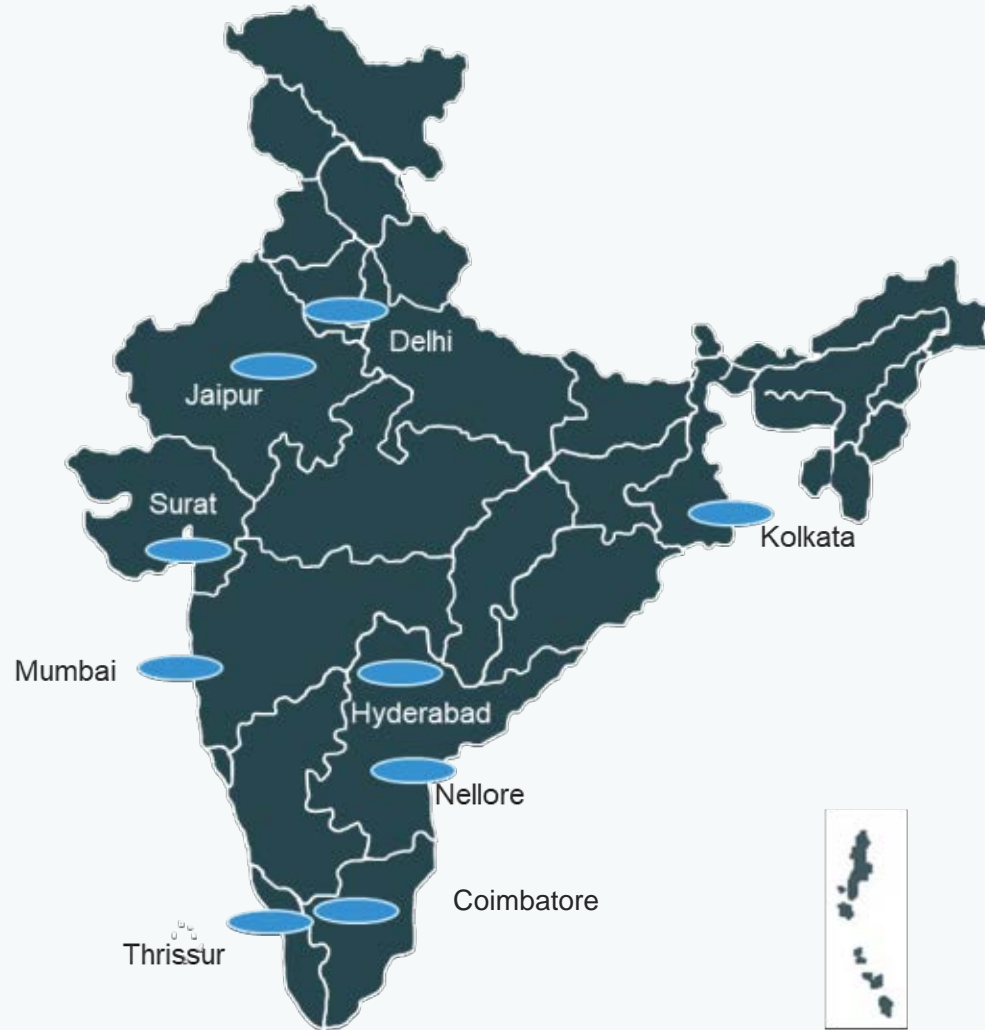 Delhi
Jaipur
Surat
Kolkata
Mumbai
Hyderabad
Nellore
Coimbatore
Thrissur